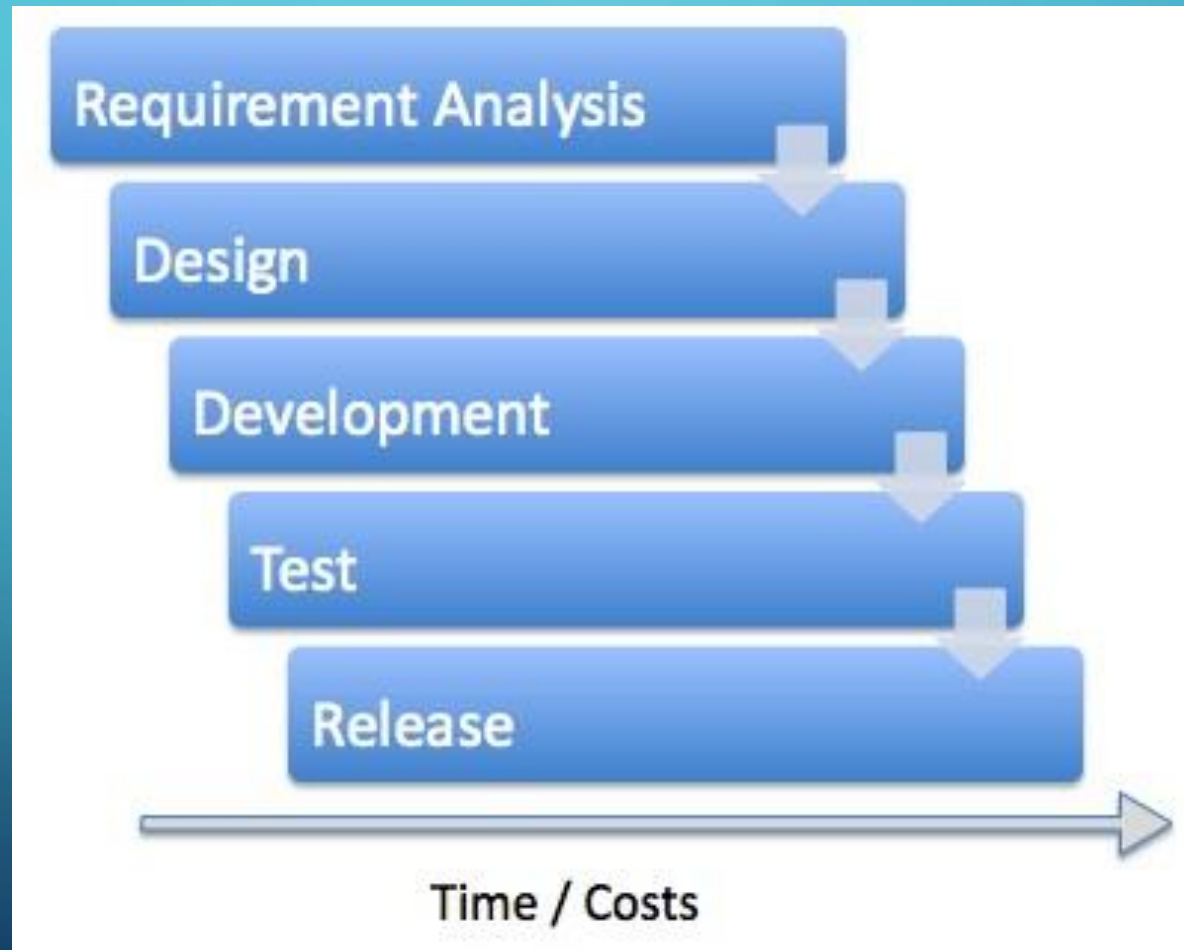 Requirement Analysis
Design
Development
Test
Release
Time / Costs